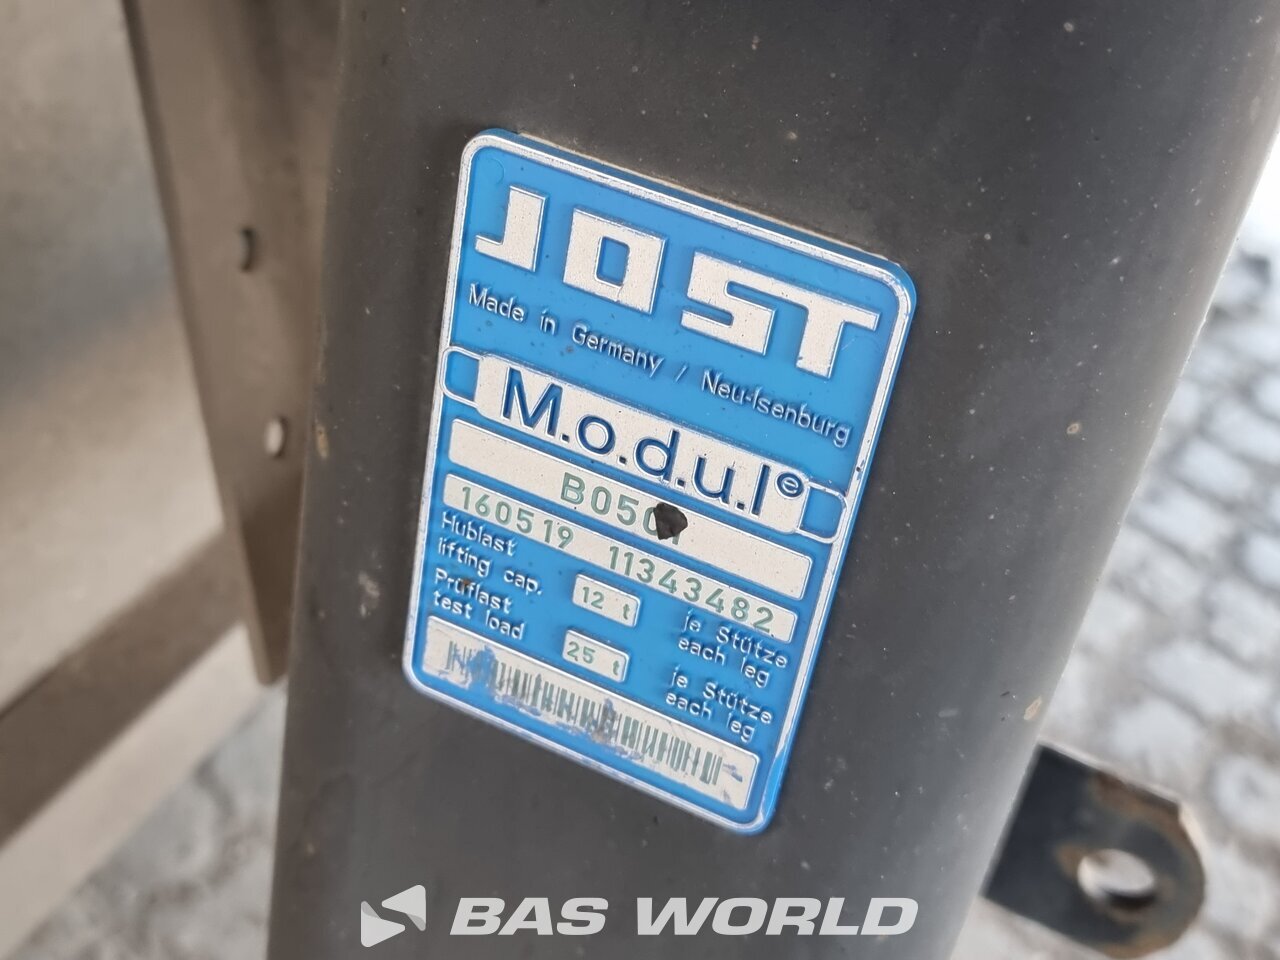 JOST
Made in Germany / Neu-Isenburg
M.o.d.u.l®
160519 11343482
Hublast
lifting cap. 12 t je Stütze
each leg
Prüflast
test load 25 t je Stütze
each leg
BAS WORLD